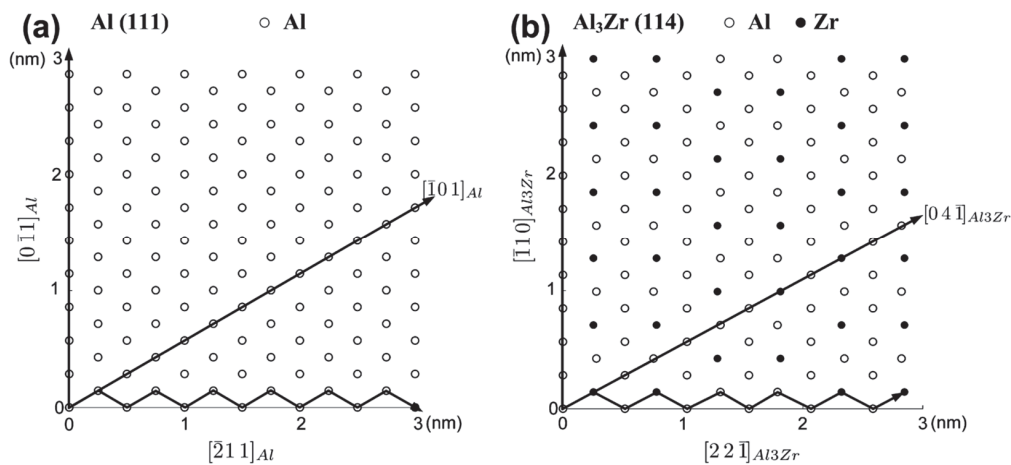 (a) Al (111) ○ Al
(nm)
3
2
1
0
[0 1̄ 1]Al
[1̄ 0 1]Al
0 1 2 3 (nm)
[2̄ 1 1]Al
(b) Al₃Zr (114) ○ Al ● Zr
(nm)
3
2
1
0
[1̄ 1 0]Al3Zr
[0 4 1̄]Al3Zr
0 1 2 3 (nm)
[2 2 1̄]Al3Zr